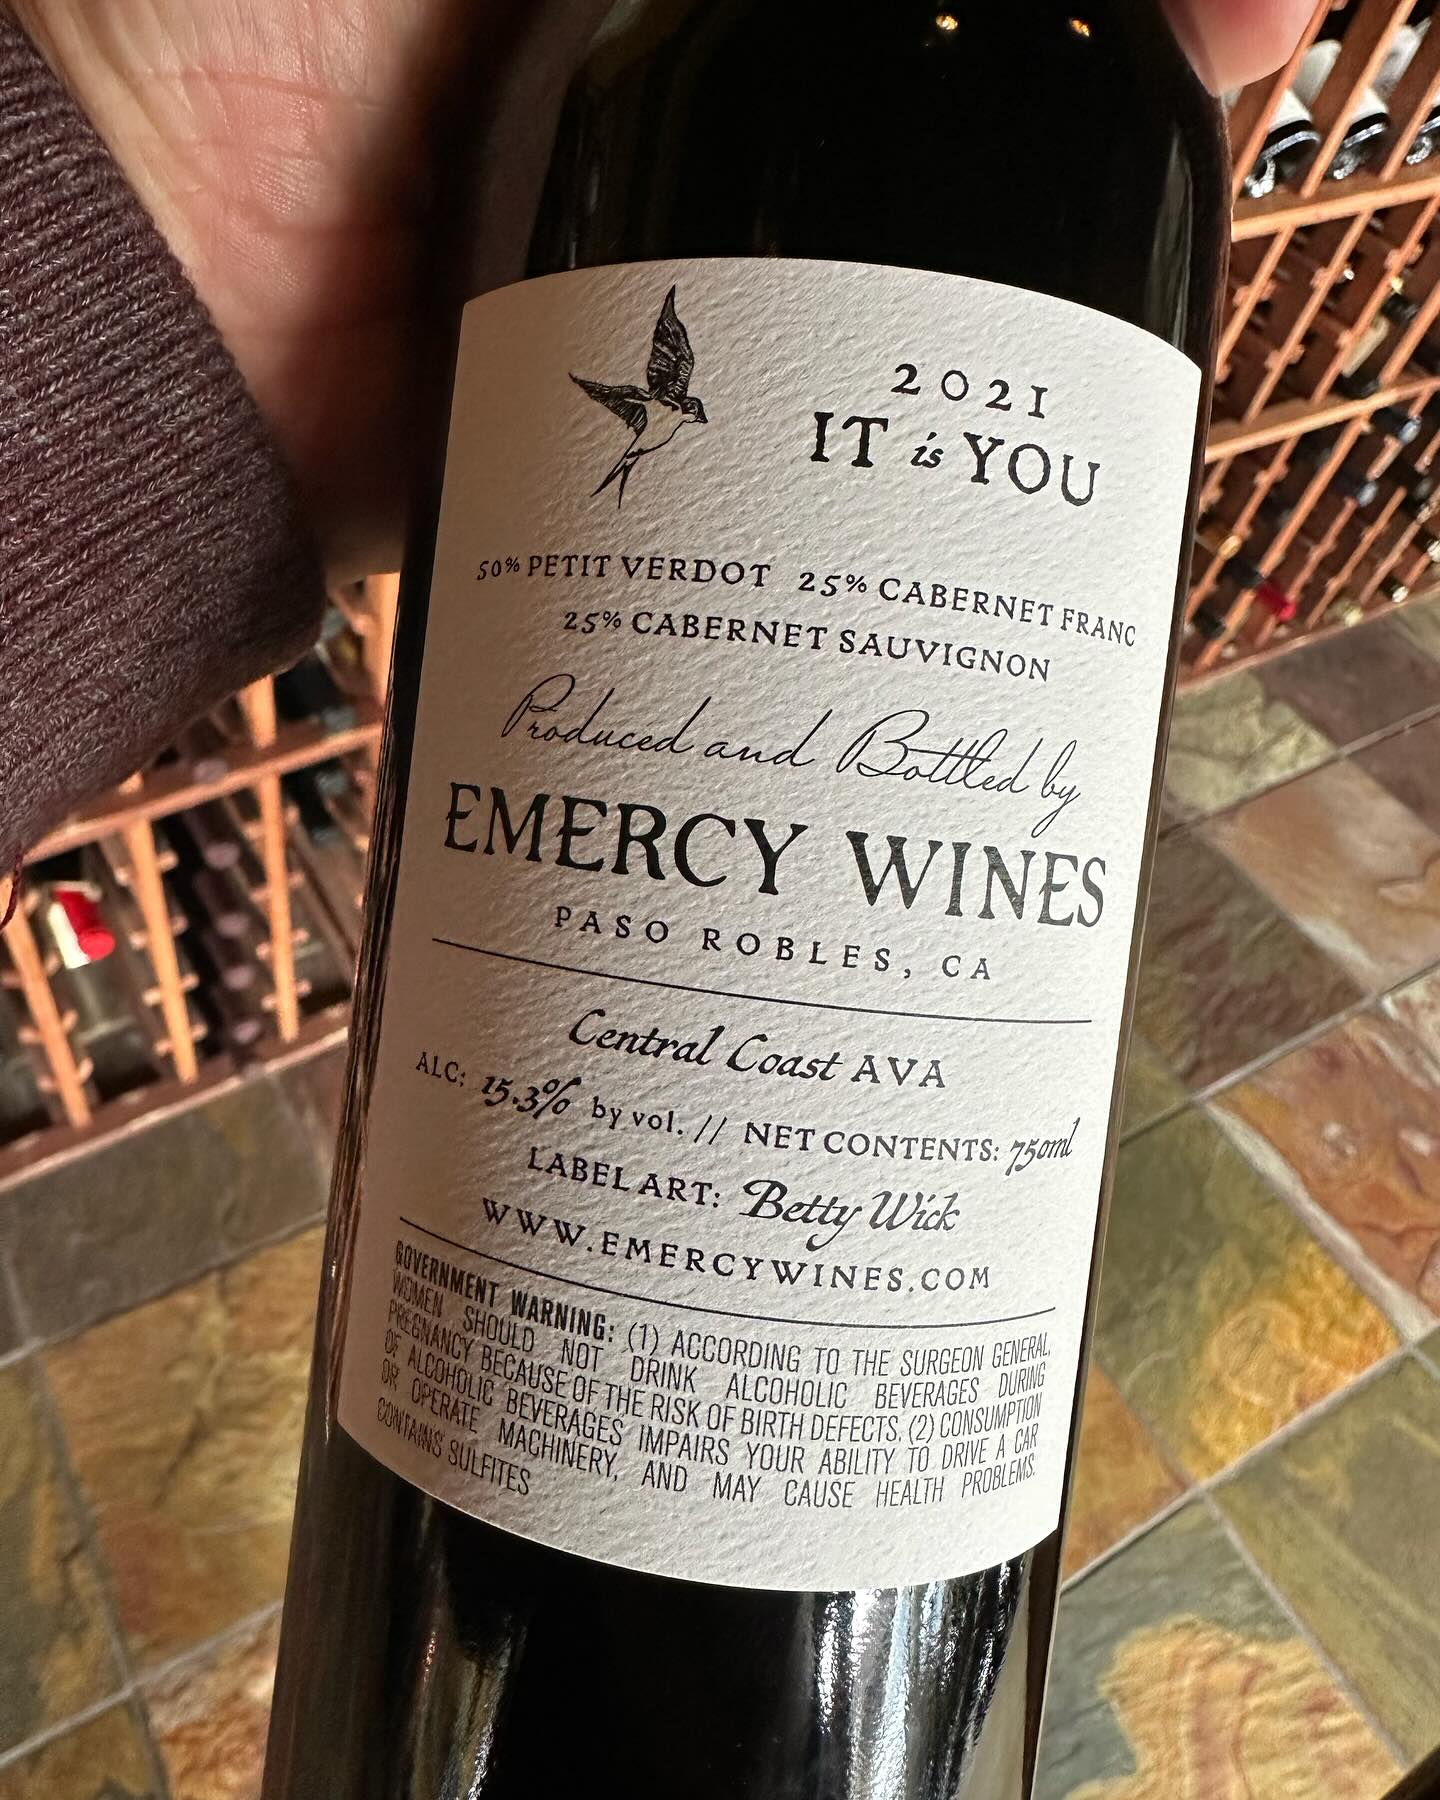 2021
IT is YOU
50% PETIT VERDOT 25% CABERNET FRANC
25% CABERNET SAUVIGNON
Produced and Bottled by
EMERCY WINES
PASO ROBLES, CA
Central Coast AVA
ALC: 15.3% by vol. // NET CONTENTS: 750ml
LABEL ART: Betty Wick
WWW.EMERCYWINES.COM
GOVERNMENT WARNING: (1) ACCORDING TO THE SURGEON GENERAL,
WOMEN SHOULD NOT DRINK ALCOHOLIC BEVERAGES DURING
PREGNANCY BECAUSE OF THE RISK OF BIRTH DEFECTS. (2) CONSUMPTION
OF ALCOHOLIC BEVERAGES IMPAIRS YOUR ABILITY TO DRIVE A CAR
OR OPERATE MACHINERY, AND MAY CAUSE HEALTH PROBLEMS.
CONTAINS SULFITES